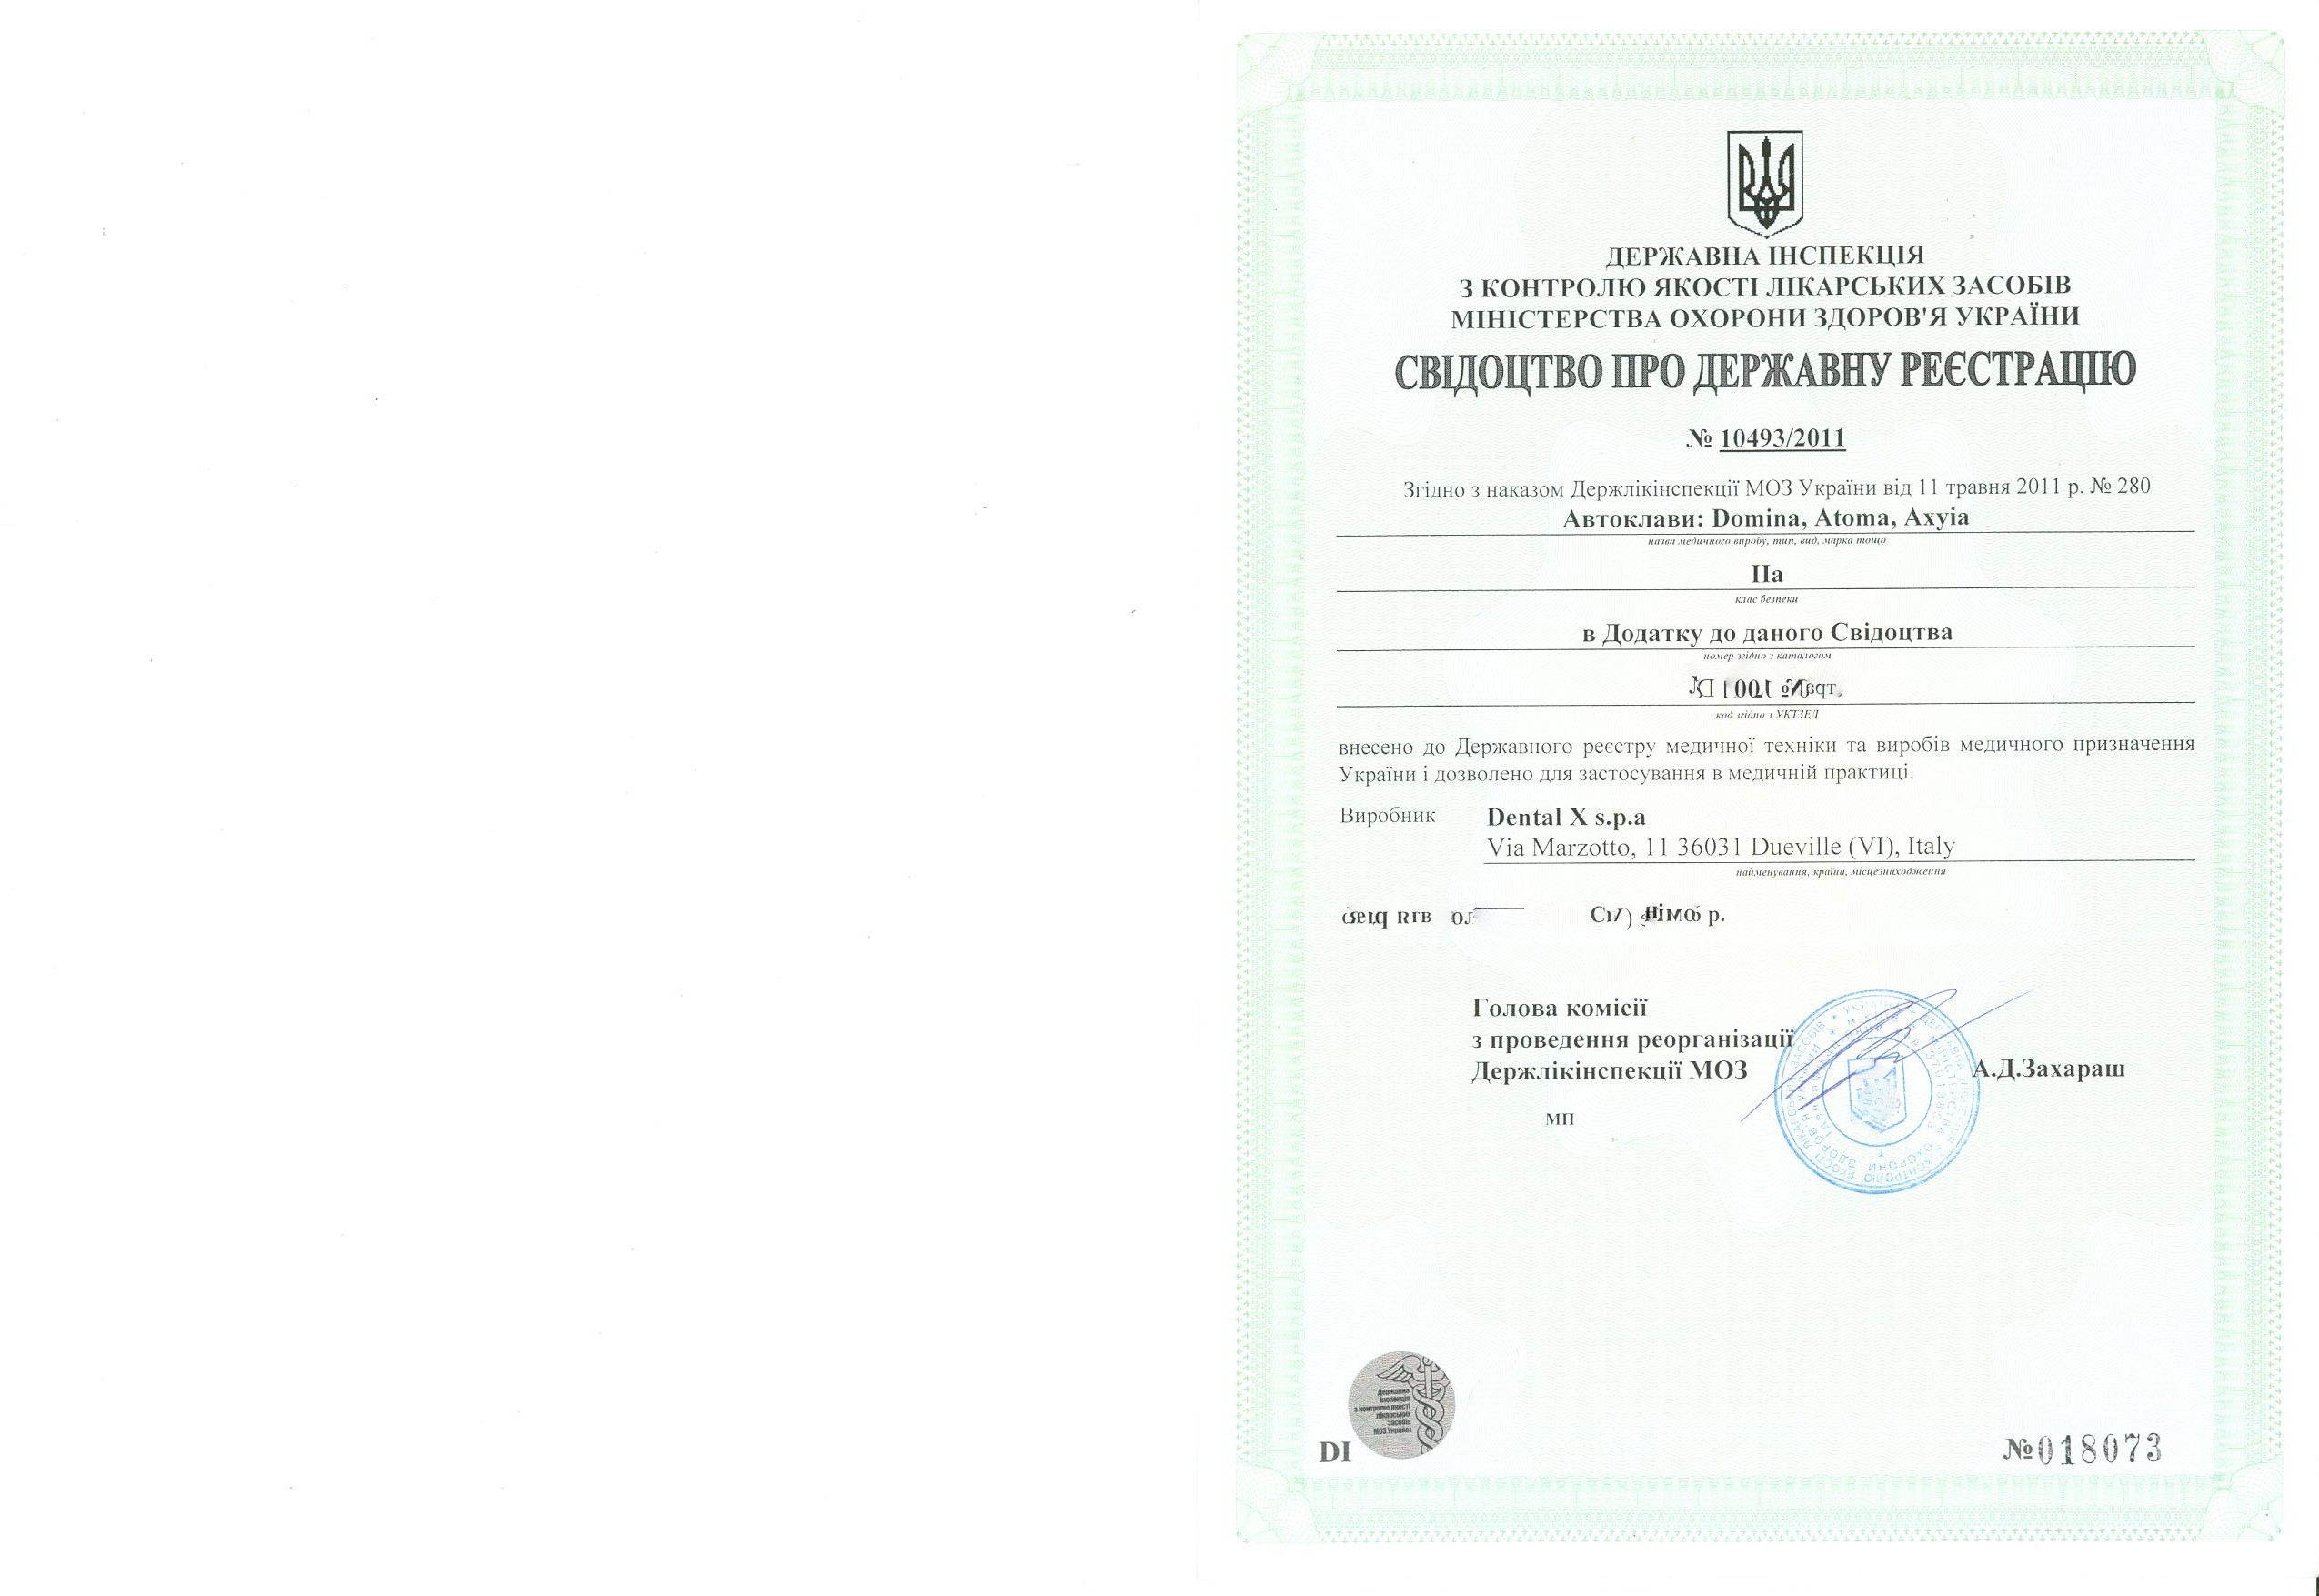 ДЕРЖАВНА ІНСПЕКЦІЯ
З КОНТРОЛЮ ЯКОСТІ ЛІКАРСЬКИХ ЗАСОБІВ
МІНІСТЕРСТВА ОХОРОНИ ЗДОРОВ'Я УКРАЇНИ
СВІДОЦТВО ПРО ДЕРЖАВНУ РЕЄСТРАЦІЮ
№ 10493/2011
Згідно з наказом Держлікінспекції МОЗ України від 11 травня 2011 р. № 280
Автоклави: Domina, Atoma, Axyia
назва медичного виробу, тип, вид, марка тощо
ІІа
клас безпеки
в Додатку до даного Свідоцтва
номер згідно з каталогом
код згідно з УКТЗЕД
внесено до Державного реєстру медичної техніки та виробів медичного призначення
України і дозволено для застосування в медичній практиці.
Виробник Dental X s.p.a
Via Marzotto, 11 36031 Dueville (VI), Italy
найменування, країна, місцезнаходження
р.
Голова комісії
з проведення реорганізації
Держлікінспекції МОЗ А.Д.Захараш
МП
Державна
інспекція
з контролю якості
лікарських
засобів
МОЗ України
DI №018073